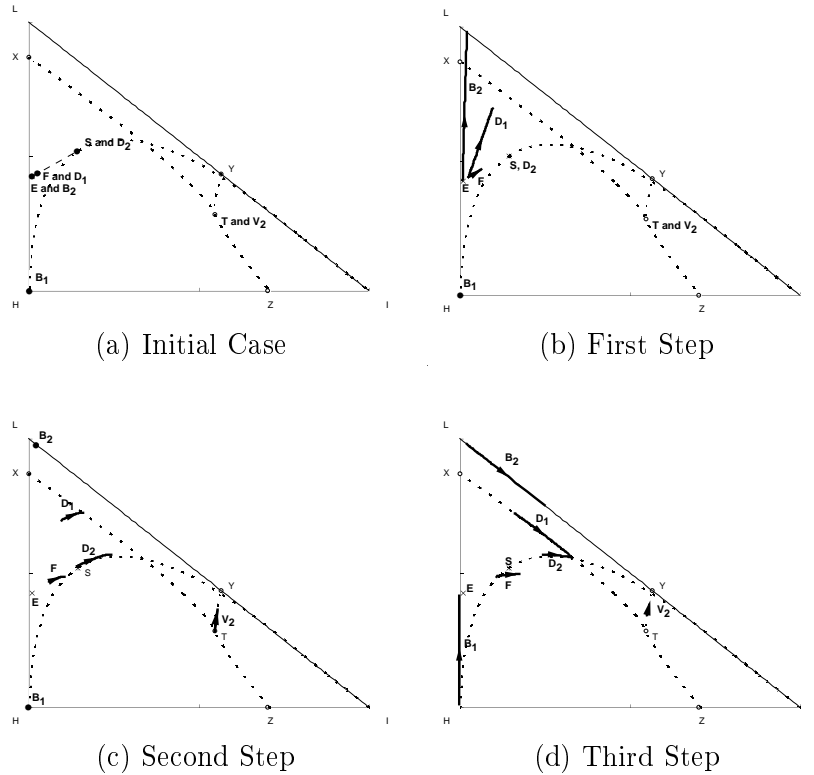 L
X
S and D2
F and D1
E and B2
Y
T and V2
B1
H
Z
I
(a) Initial Case
L
X
B2
D1
S, D2
F
E
Y
T and V2
B1
H
Z
(b) First Step
L
B2
X
D1
D2
F
S
E
Y
V2
T
B1
H
Z
I
(c) Second Step
L
B2
X
D1
S
D2
F
E
Y
V2
T
B1
H
Z
(d) Third Step